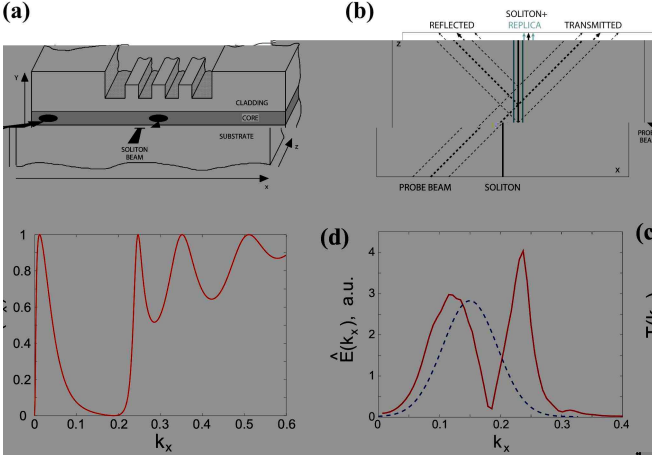 (a)
Y
CLADDING
CORE
SUBSTRATE
SOLITON
BEAM
Z
x
(b)
SOLITON+
REFLECTED
REPLICA
TRANSMITTED
z
PROBE BEAM
SOLITON
x
PROBE
BEAM
1
0.8
0.6
0.4
0.2
0
0
0.1
0.2
0.3
0.4
0.5
0.6
kx
(d)
4
3
2
1
0
Ê(kx), a.u.
0
0.1
0.2
0.3
0.4
kx
(c